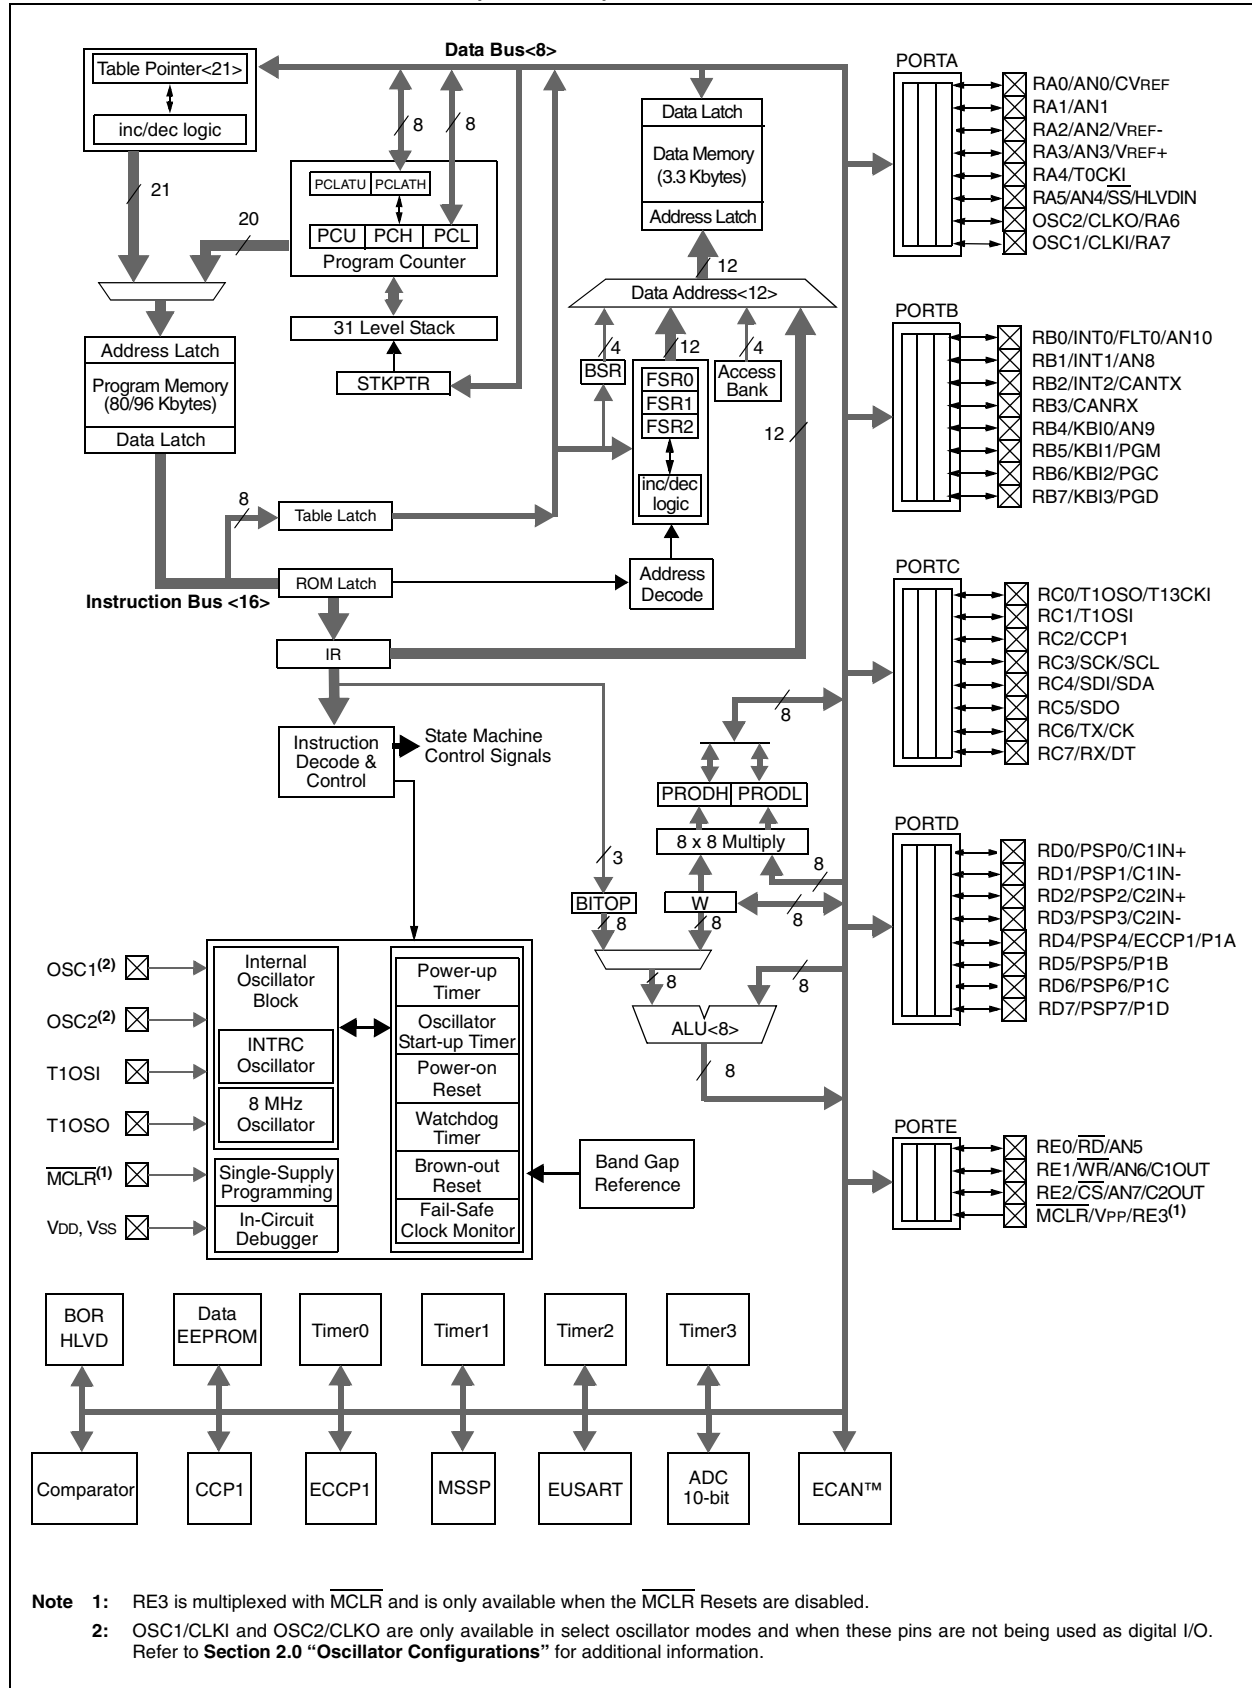 Data Bus<8>
Table Pointer<21>
inc/dec logic
21
20
8
8
PCLATU PCLATH
PCU PCH PCL
Program Counter
31 Level Stack
STKPTR
Address Latch
Program Memory
(80/96 Kbytes)
Data Latch
8
Table Latch
ROM Latch
Instruction Bus <16>
IR
Data Latch
Data Memory
(3.3 Kbytes)
Address Latch
12
Data Address<12>
4
12
4
BSR
FSR0
FSR1
FSR2
inc/dec
logic
Access
Bank
12
Address
Decode
Instruction
Decode &
Control
State Machine
Control Signals
8
PRODH PRODL
8 x 8 Multiply
3
8
BITOP
W
8
8
8
8
8
ALU<8>
8
OSC1(2)
OSC2(2)
T1OSI
T1OSO
MCLR(1)
VDD, VSS
Internal
Oscillator
Block
INTRC
Oscillator
8 MHz
Oscillator
Single-Supply
Programming
In-Circuit
Debugger
Power-up
Timer
Oscillator
Start-up Timer
Power-on
Reset
Watchdog
Timer
Brown-out
Reset
Fail-Safe
Clock Monitor
Band Gap
Reference
PORTA
RA0/AN0/CVREF
RA1/AN1
RA2/AN2/VREF-
RA3/AN3/VREF+
RA4/T0CKI
RA5/AN4/SS/HLVDIN
OSC2/CLKO/RA6
OSC1/CLKI/RA7
PORTB
RB0/INT0/FLT0/AN10
RB1/INT1/AN8
RB2/INT2/CANTX
RB3/CANRX
RB4/KBI0/AN9
RB5/KBI1/PGM
RB6/KBI2/PGC
RB7/KBI3/PGD
PORTC
RC0/T1OSO/T13CKI
RC1/T1OSI
RC2/CCP1
RC3/SCK/SCL
RC4/SDI/SDA
RC5/SDO
RC6/TX/CK
RC7/RX/DT
PORTD
RD0/PSP0/C1IN+
RD1/PSP1/C1IN-
RD2/PSP2/C2IN+
RD3/PSP3/C2IN-
RD4/PSP4/ECCP1/P1A
RD5/PSP5/P1B
RD6/PSP6/P1C
RD7/PSP7/P1D
PORTE
RE0/RD/AN5
RE1/WR/AN6/C1OUT
RE2/CS/AN7/C2OUT
MCLR/VPP/RE3(1)
BOR
HLVD
Data
EEPROM
Timer0
Timer1
Timer2
Timer3
Comparator
CCP1
ECCP1
MSSP
EUSART
ADC
10-bit
ECAN™
Note 1: RE3 is multiplexed with MCLR and is only available when the MCLR Resets are disabled.
2: OSC1/CLKI and OSC2/CLKO are only available in select oscillator modes and when these pins are not being used as digital I/O.
Refer to Section 2.0 “Oscillator Configurations” for additional information.